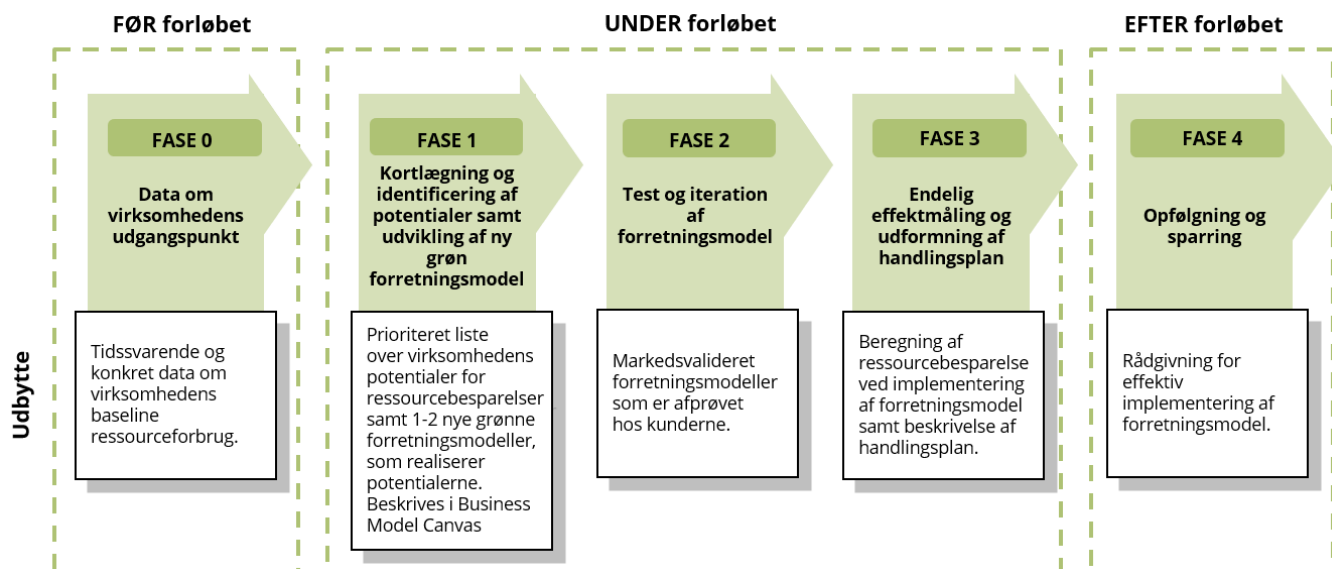 FØR forløbet
UNDER forløbet
EFTER forløbet
FASE 0
Data om
virksomhedens
udgangspunkt
FASE 1
Kortlægning og
identificering af
potentialer samt
udvikling af ny
grøn
forretningsmodel
FASE 2
Test og iteration
af
forretningsmodel
FASE 3
Endelig
effektmåling og
udformning af
handlingsplan
FASE 4
Opfølgning og
sparring
Udbytte
Tidssvarende og
konkret data om
virksomhedens
baseline
ressourceforbrug.
Prioriteret liste
over virksomhedens
potentialer for
ressourcebesparelser
samt 1-2 nye grønne
forretningsmodeller,
som realiserer
potentialerne.
Beskrives i Business
Model Canvas
Markedsvalideret
forretningsmodeller
som er afprøvet
hos kunderne.
Beregning af
ressourcebesparelse
ved implementering
af forretningsmodel
samt beskrivelse af
handlingsplan.
Rådgivning for
effektiv
implementering af
forretningsmodel.